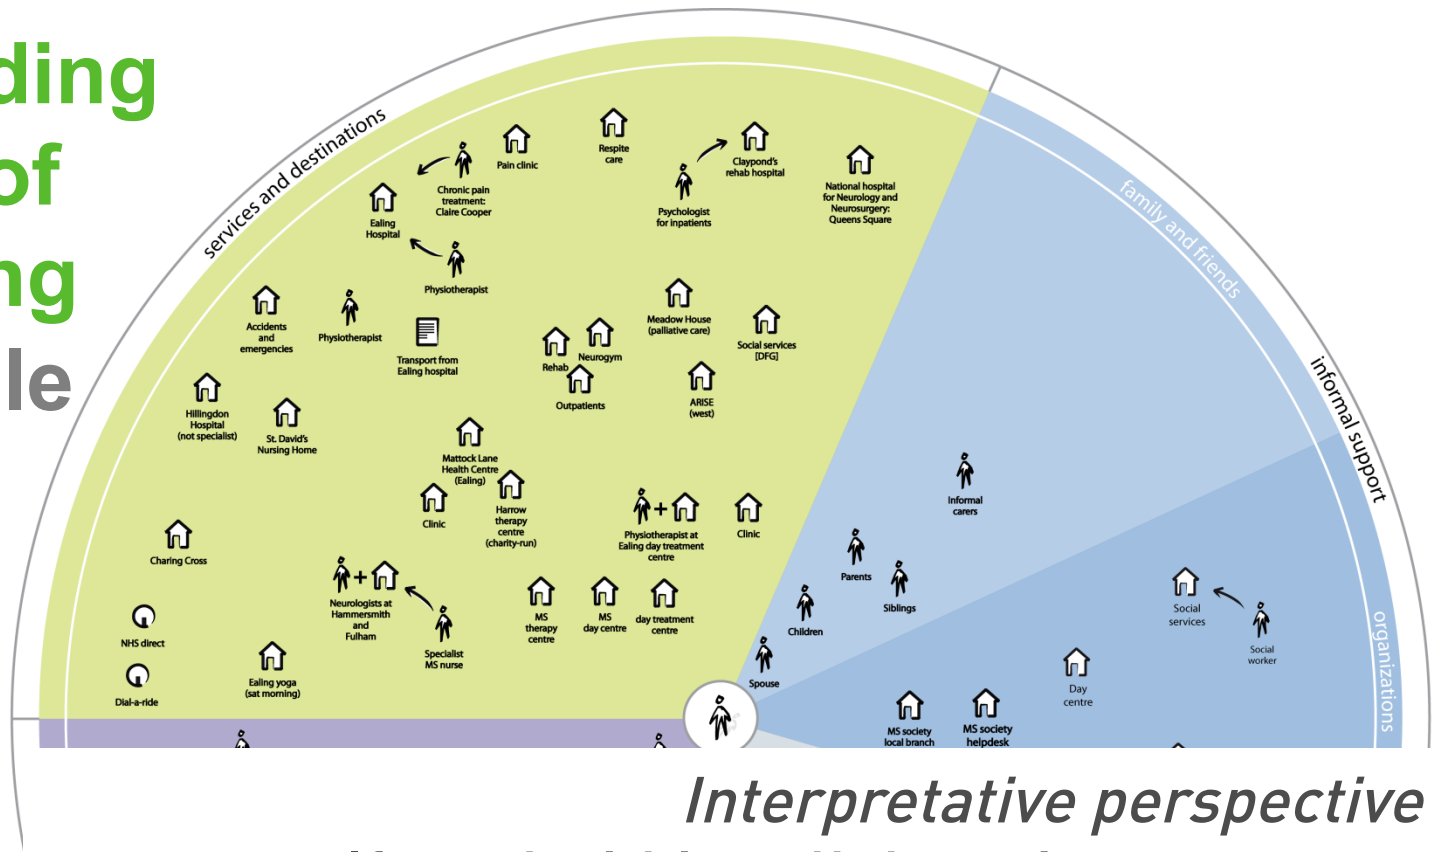 ding
of
ng
le
services and destinations
Pain clinic
Respite
care
Claypond's
rehab hospital
Chronic pain
treatment:
Claire Cooper
Psychologist
for inpatients
National hospital
for Neurology and
Neurosurgery:
Queens Square
Ealing
Hospital
Physiotherapist
Accidents
and
emergencies
Physiotherapist
Transport from
Ealing hospital
Rehab
Neurogym
Outpatients
Meadow House
(palliative care)
Social services
[DFG]
ARISE
(west)
Hillingdon
Hospital
(not specialist)
St. David's
Nursing Home
Mattock Lane
Health Centre
(Ealing)
Clinic
Harrow
therapy
centre
(charity-run)
+
Physiotherapist at
Ealing day treatment
centre
Clinic
Charing Cross
+
Neurologists at
Hammersmith
and
Fulham
Specialist
MS nurse
MS
therapy
centre
MS
day centre
day treatment
centre
NHS direct
Dial-a-ride
Ealing yoga
(sat morning)
family and friends
informal support
organizations
Informal
carers
Parents
Siblings
Children
Spouse
Social
services
Social
worker
Day
centre
MS society
local branch
MS society
helpdesk
Interpretative perspective